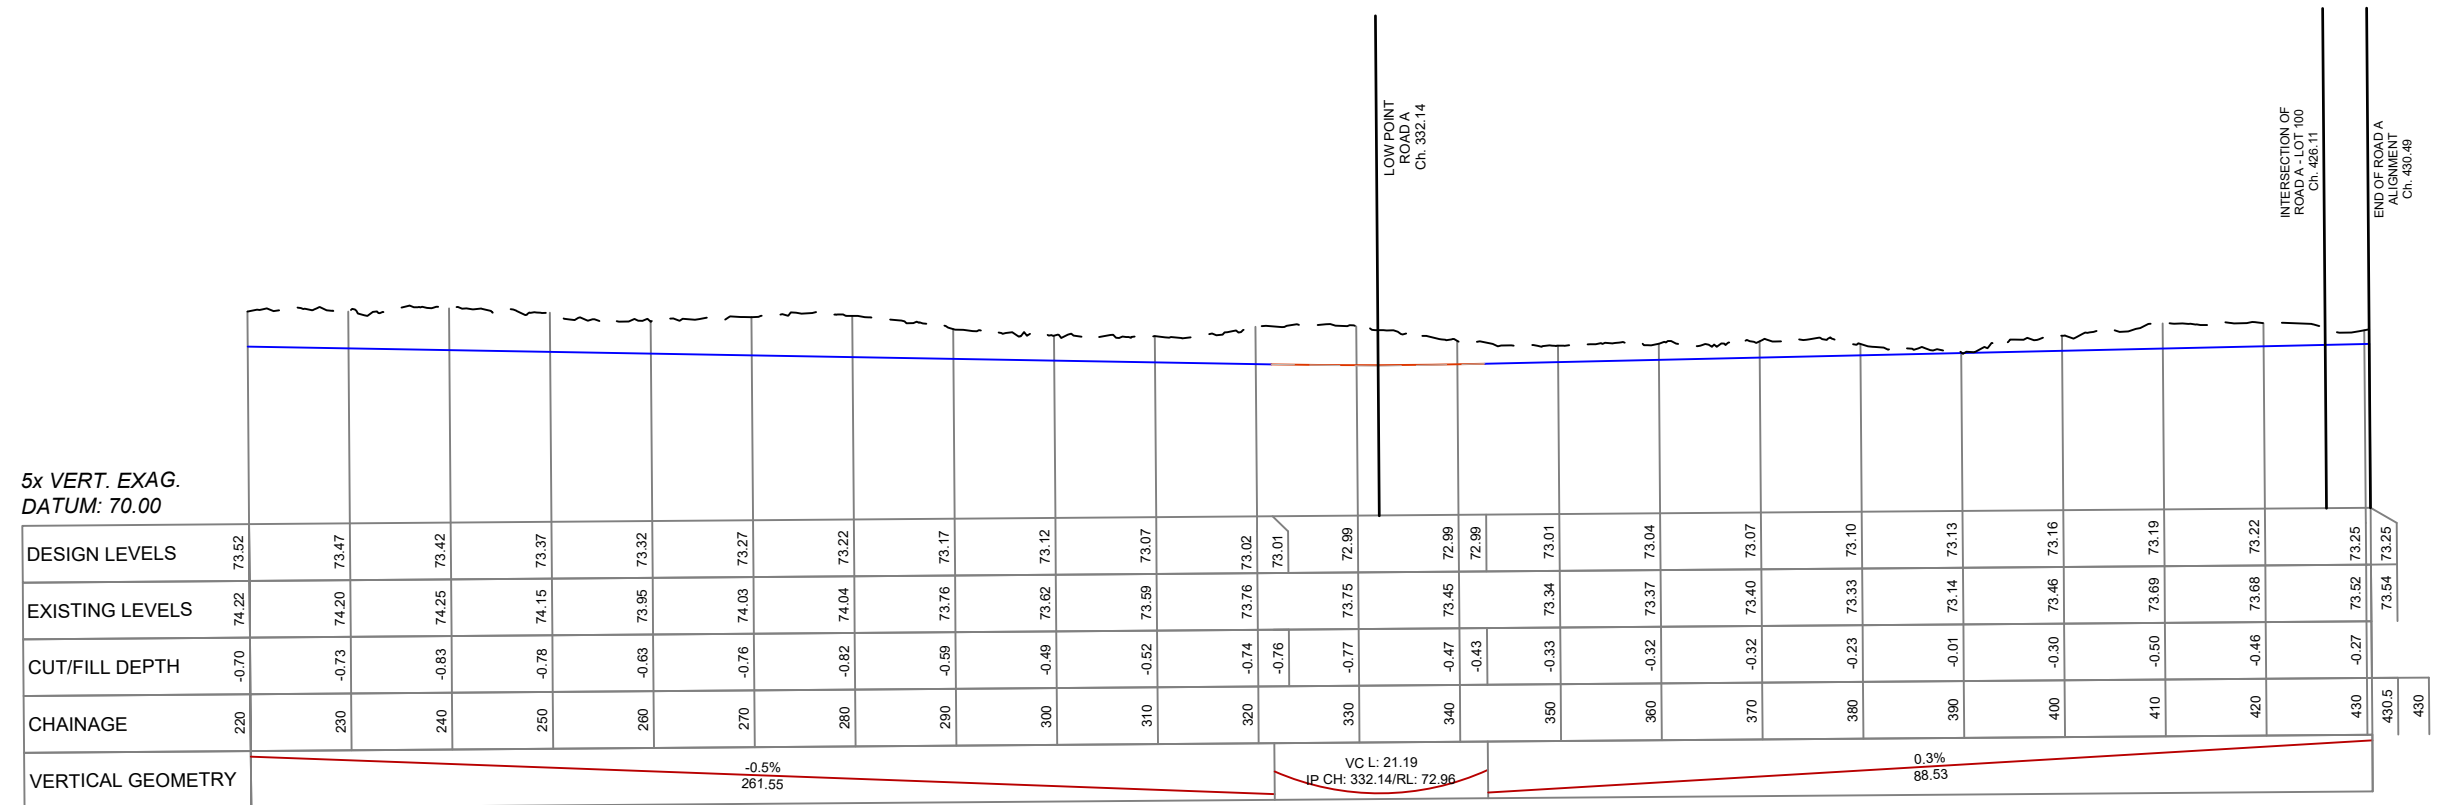 LOW POINT
ROAD A
Ch. 332.14
INTERSECTION OF
ROAD A - LOT 100
Ch. 426.11
END OF ROAD A
ALIGNMENT
Ch. 430.49
5x VERT. EXAG.
DATUM: 70.00
DESIGN LEVELS 73.52 73.47 73.42 73.37 73.32 73.27 73.22 73.17 73.12 73.07 73.02 73.01 72.99 72.99 72.99 73.01 73.04 73.07 73.10 73.13 73.16 73.19 73.22 73.25 73.25
EXISTING LEVELS 74.22 74.20 74.25 74.15 73.95 74.03 74.04 73.76 73.62 73.59 73.76 73.75 73.45 73.34 73.37 73.40 73.33 73.14 73.46 73.69 73.68 73.52 73.54
CUT/FILL DEPTH -0.70 -0.73 -0.83 -0.78 -0.63 -0.76 -0.82 -0.59 -0.49 -0.52 -0.74 -0.76 -0.77 -0.47 -0.43 -0.33 -0.32 -0.32 -0.23 -0.01 -0.30 -0.50 -0.46 -0.27
CHAINAGE 220 230 240 250 260 270 280 290 300 310 320 330 340 350 360 370 380 390 400 410 420 430 430.5 430
VERTICAL GEOMETRY
-0.5%
261.55
VC L: 21.19
IP CH: 332.14/RL: 72.96
0.3%
88.53